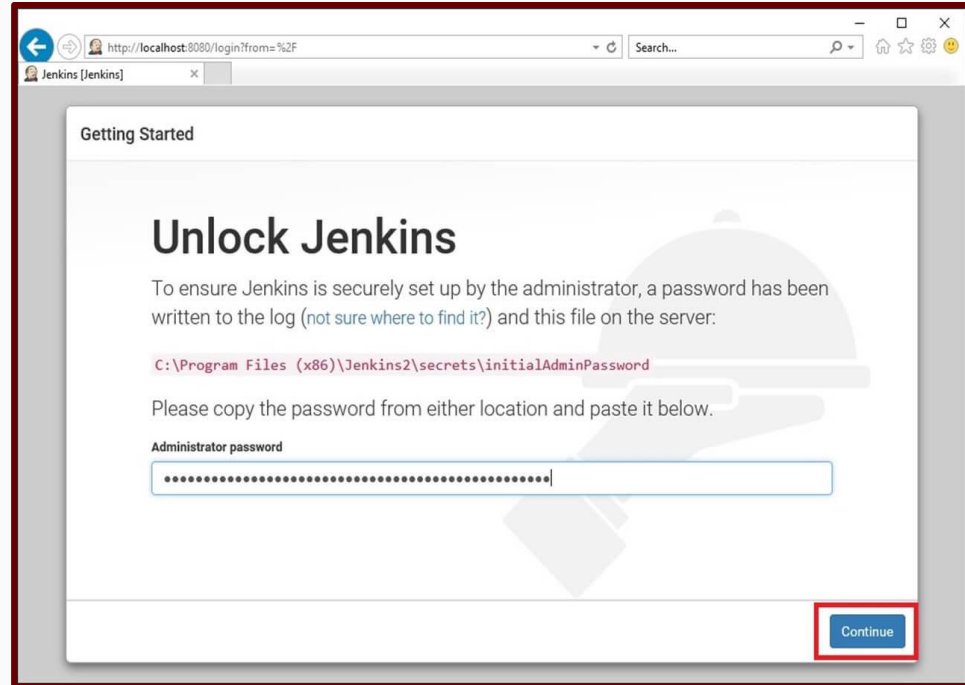 http://localhost:8080/login?from=%2F
Search...
Jenkins [Jenkins]
Getting Started
Unlock Jenkins
To ensure Jenkins is securely set up by the administrator, a password has been
written to the log (not sure where to find it?) and this file on the server:
C:\Program Files (x86)\Jenkins2\secrets\initialAdminPassword
Please copy the password from either location and paste it below.
Administrator password
Continue